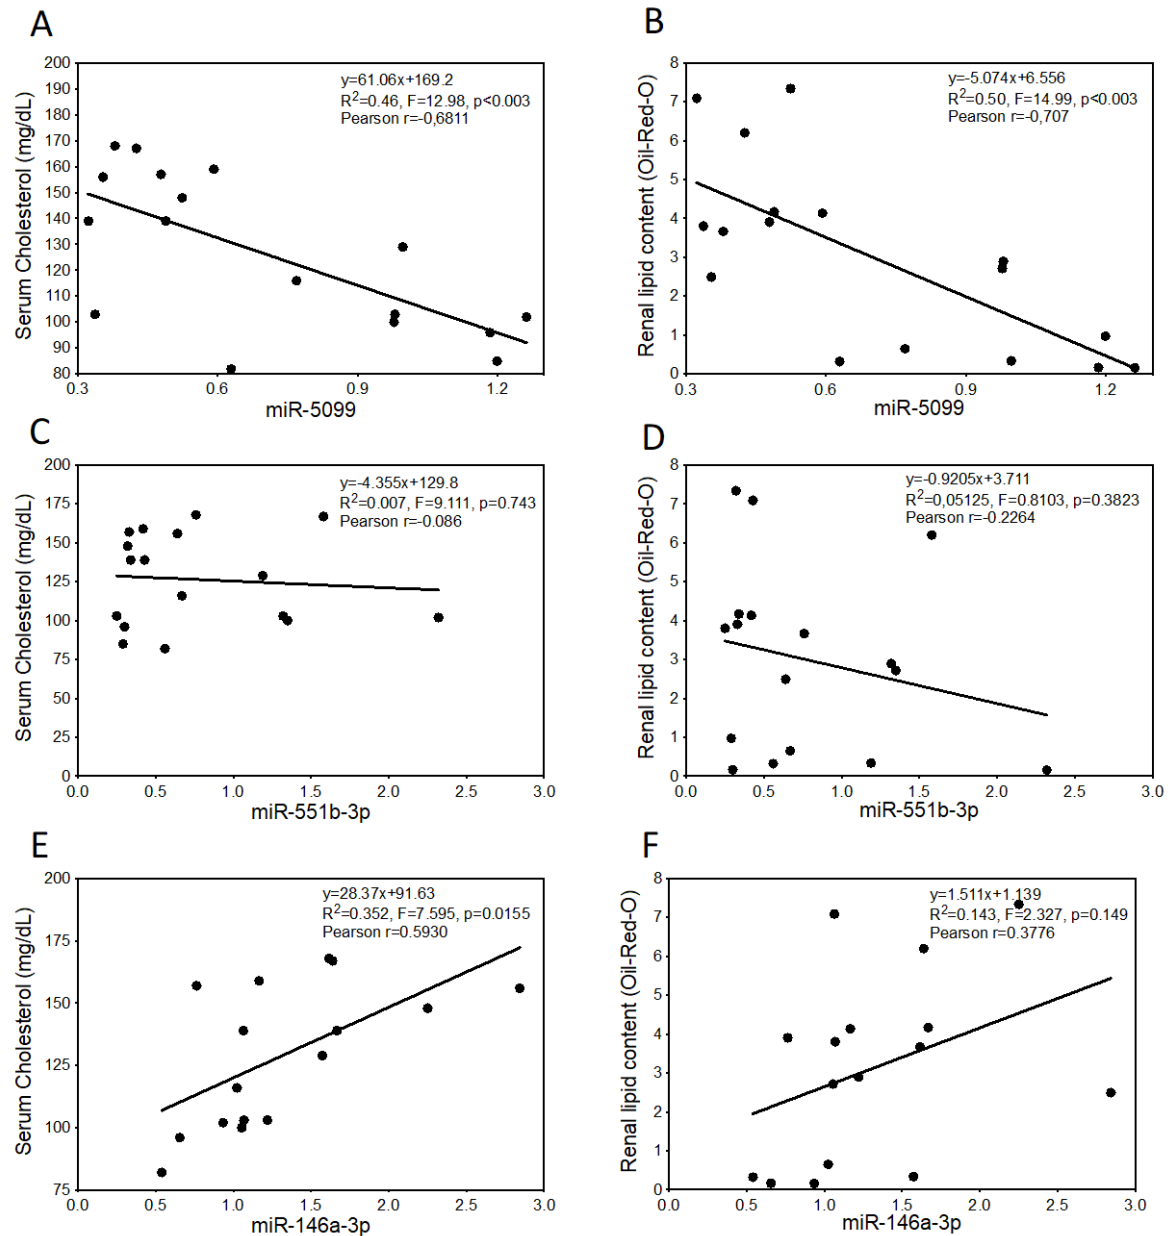 A
y=61.06x+169.2
R²=0.46, F=12.98, p<0.003
Pearson r=-0,6811
Serum Cholesterol (mg/dL)
200
190
180
170
160
150
140
130
120
110
100
90
80
0.3 0.6 0.9 1.2
miR-5099
B
y=-5.074x+6.556
R²=0.50, F=14.99, p<0.003
Pearson r=-0,707
Renal lipid content (Oil-Red-O)
8
7
6
5
4
3
2
1
0
0.3 0.6 0.9 1.2
miR-5099
C
y=-4.355x+129.8
R²=0.007, F=9.111, p=0.743
Pearson r=-0.086
Serum Cholesterol (mg/dL)
200
175
150
125
100
75
50
25
0
0.0 0.5 1.0 1.5 2.0 2.5 3.0
miR-551b-3p
D
y=-0.9205x+3.711
R²=0,05125, F=0.8103, p=0.3823
Pearson r=-0.2264
Renal lipid content (Oil-Red-O)
8
7
6
5
4
3
2
1
0
0.0 0.5 1.0 1.5 2.0 2.5 3.0
miR-551b-3p
E
y=28.37x+91.63
R²=0.352, F=7.595, p=0.0155
Pearson r=0.5930
Serum Cholesterol (mg/dL)
200
175
150
125
100
75
0.0 0.5 1.0 1.5 2.0 2.5 3.0
miR-146a-3p
F
y=1.511x+1.139
R²=0.143, F=2.327, p=0.149
Pearson r=0.3776
Renal lipid content (Oil-Red-O)
8
7
6
5
4
3
2
1
0
0.0 0.5 1.0 1.5 2.0 2.5 3.0
miR-146a-3p